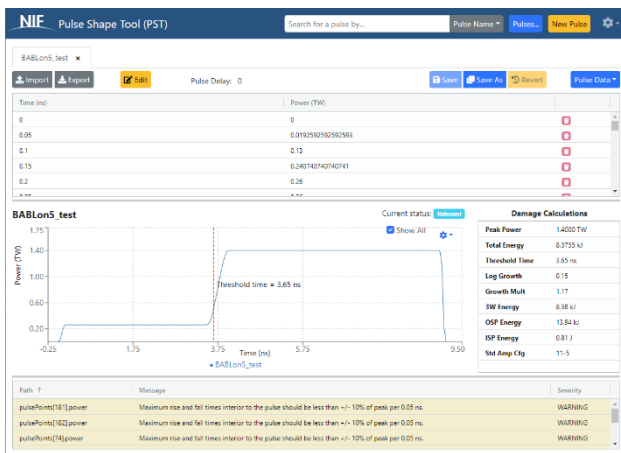 NIF Pulse Shape Tool (PST) Search for a pulse by... Pulse Name Pulses... New Pulse
BABLon5_test ×
Import Export Edit Pulse Delay: 0 Save Save As Revert Pulse Data
Time (ns) Power (TW)
0 0
0.05 0.0192592592592593
0.1 0.13
0.15 0.240740740740741
0.2 0.26
BABLon5_test Current status: Released Damage Calculations
Show All
Peak Power 1.4000 TW
Total Energy 8.3755 kJ
Threshold Time 3.65 ns
Log Growth 0.15
Growth Mult 1.17
3W Energy 8.38 kJ
OSP Energy 13.94 kJ
ISP Energy 0.81 J
Std Amp Cfg 11-5
Power (TW)
1.75
1.40
1.00
0.60
0.20
Threshold time = 3.65 ns
-0.25 1.75 3.75 5.75 9.50
Time (ns)
BABLon5_test
Path ↑ Message Severity
pulsePoints[181].power Maximum rise and fall times interior to the pulse should be less than +/- 10% of peak per 0.05 ns. WARNING
pulsePoints[182].power Maximum rise and fall times interior to the pulse should be less than +/- 10% of peak per 0.05 ns. WARNING
pulsePoints[74].power Maximum rise and fall times interior to the pulse should be less than +/- 10% of peak per 0.05 ns. WARNING